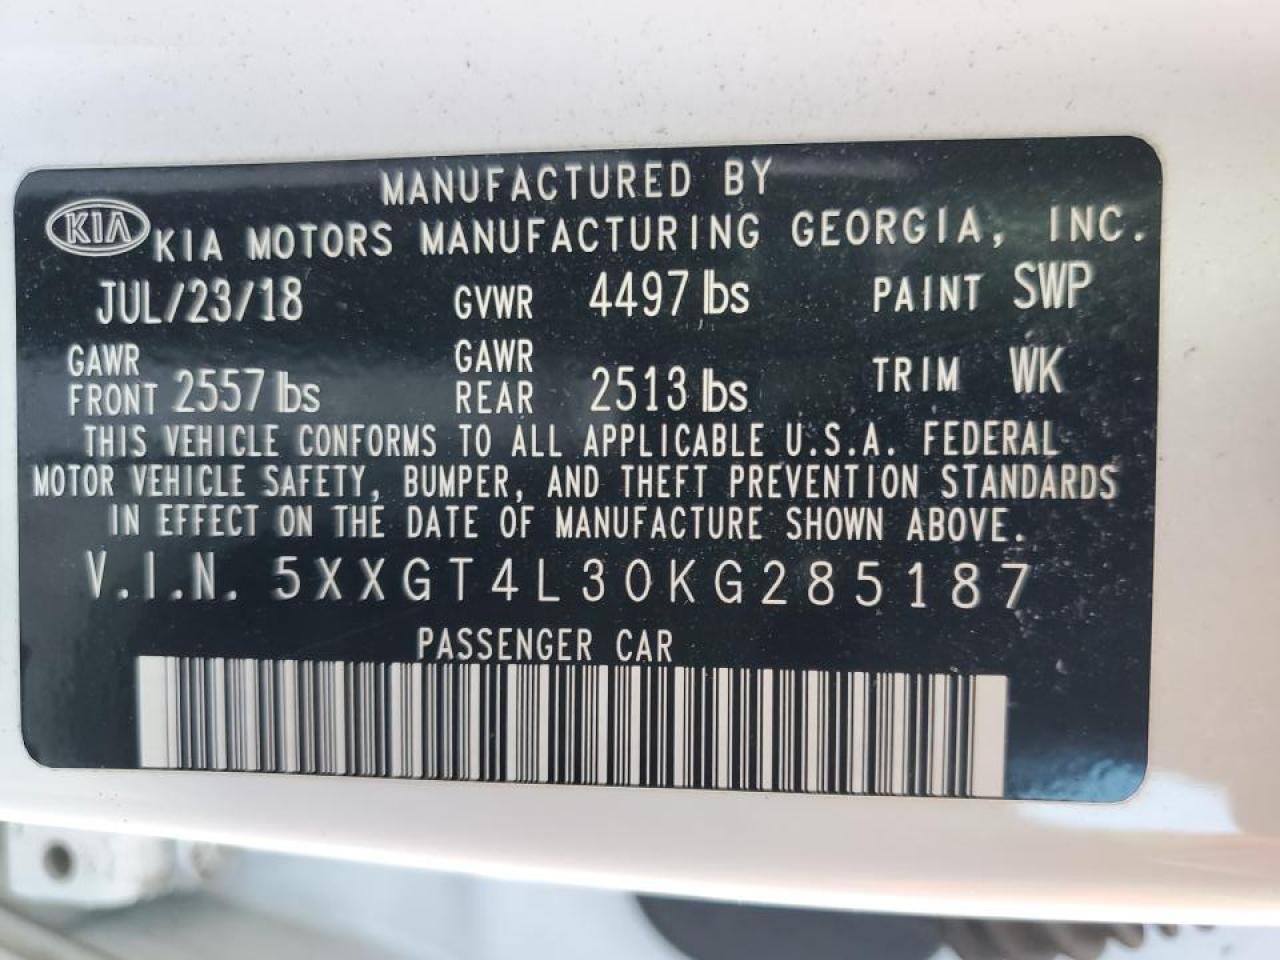 MANUFACTURED BY
KIA KIA MOTORS MANUFACTURING GEORGIA, INC.
JUL/23/18 GVWR 4497 lbs PAINT SWP
GAWR FRONT 2557 lbs GAWR REAR 2513 lbs TRIM WK
THIS VEHICLE CONFORMS TO ALL APPLICABLE U.S.A. FEDERAL
MOTOR VEHICLE SAFETY, BUMPER, AND THEFT PREVENTION STANDARDS
IN EFFECT ON THE DATE OF MANUFACTURE SHOWN ABOVE.
V.I.N. 5XXGT4L30KG285187
PASSENGER CAR